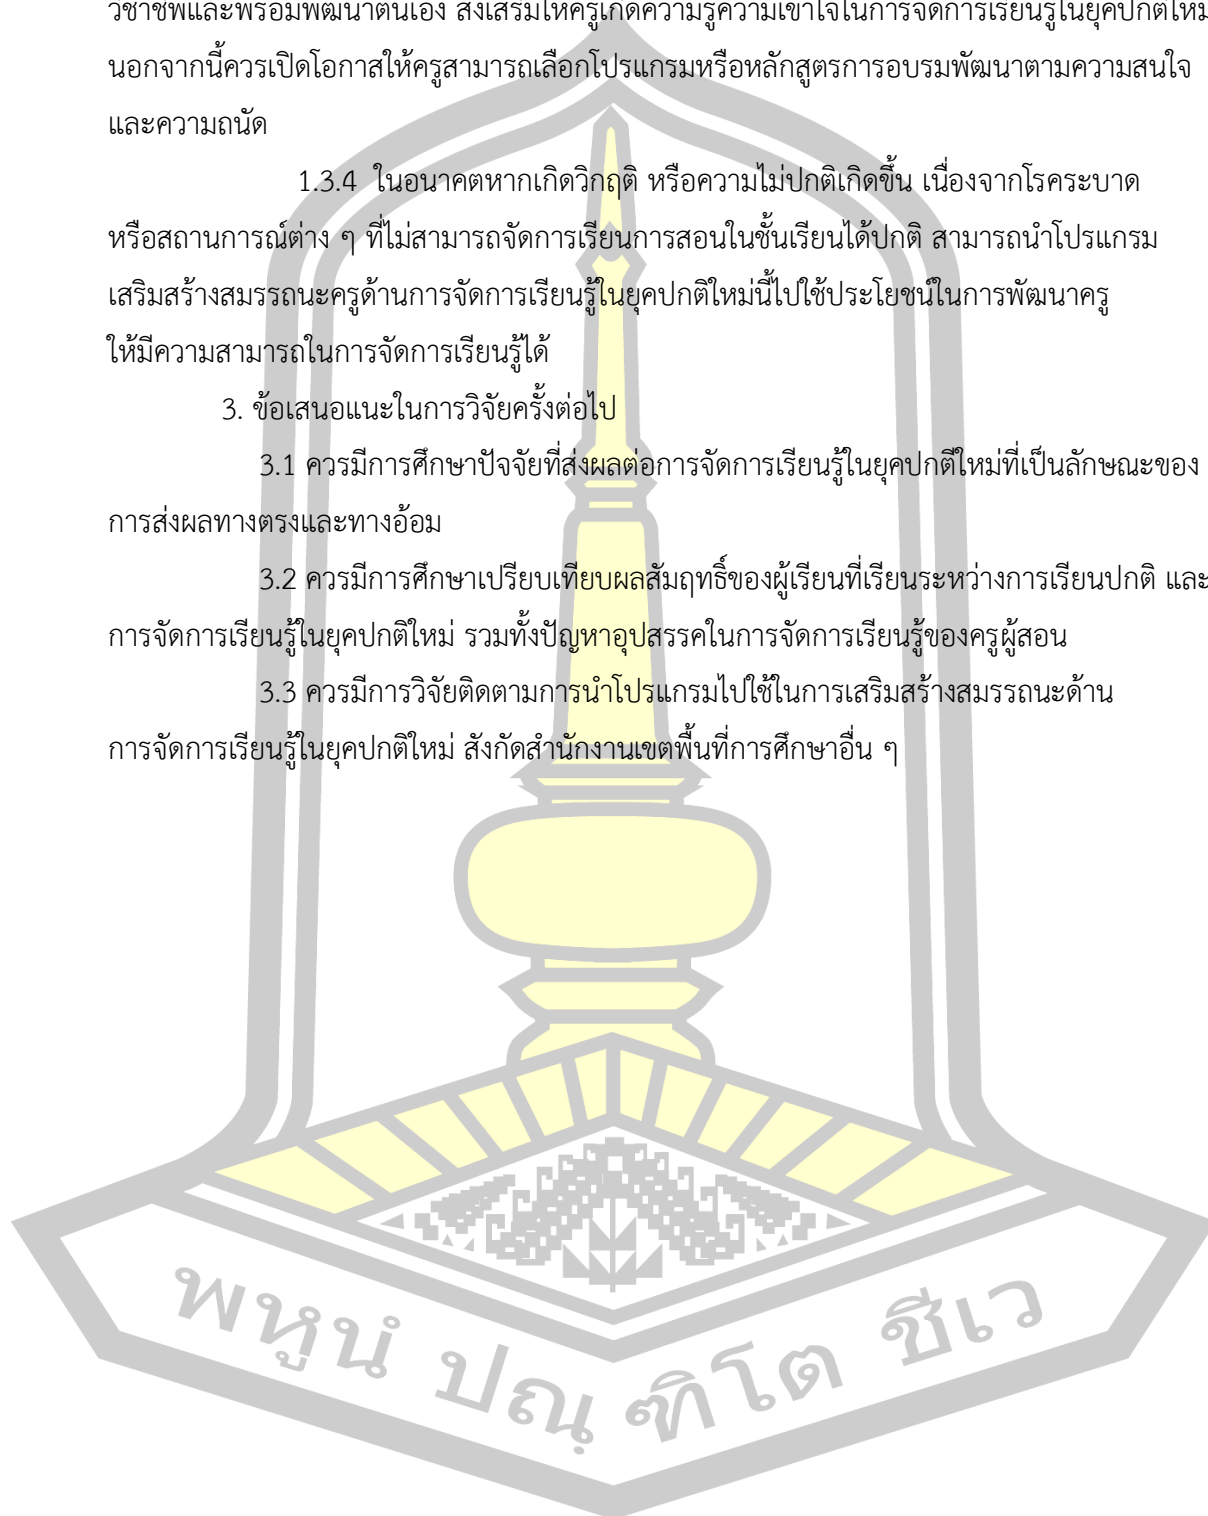 วิชาชีพและพร้อมพัฒนาตนเอง ส่งเสริมให้ครูเกิดความรู้ความเข้าใจในการจัดการเรียนรู้ในยุคปกติใหม่
นอกจากนี้ควรเปิดโอกาสให้ครูสามารถเลือกโปรแกรมหรือหลักสูตรการอบรมพัฒนาตามความสนใจ
และความถนัด
1.3.4 ในอนาคตหากเกิดวิกฤติ หรือความไม่ปกติเกิดขึ้น เนื่องจากโรคระบาด
หรือสถานการณ์ต่าง ๆ ที่ไม่สามารถจัดการเรียนการสอนในชั้นเรียนได้ปกติ สามารถนำโปรแกรม
เสริมสร้างสมรรถนะครูด้านการจัดการเรียนรู้ในยุคปกติใหม่นี้ไปใช้ประโยชน์ในการพัฒนาครู
ให้มีความสามารถในการจัดการเรียนรู้ได้
3. ข้อเสนอแนะในการวิจัยครั้งต่อไป
3.1 ควรมีการศึกษาปัจจัยที่ส่งผลต่อการจัดการเรียนรู้ในยุคปกตีใหม่ที่เป็นลักษณะของ
การส่งผลทางตรงและทางอ้อม
3.2 ควรมีการศึกษาเปรียบเทียบผลสัมฤทธิ์ของผู้เรียนที่เรียนระหว่างการเรียนปกติ และ
การจัดการเรียนรู้ในยุคปกติใหม่ รวมทั้งปัญหาอุปสรรคในการจัดการเรียนรู้ของครูผู้สอน
3.3 ควรมีการวิจัยติดตามการนำโปรแกรมไปใช้ในการเสริมสร้างสมรรถนะด้าน
การจัดการเรียนรู้ในยุคปกติใหม่ สังกัดสำนักงานเขตพื้นที่การศึกษาอื่น ๆ
พหูนํ ปณฺ ฑิโต ชีเว